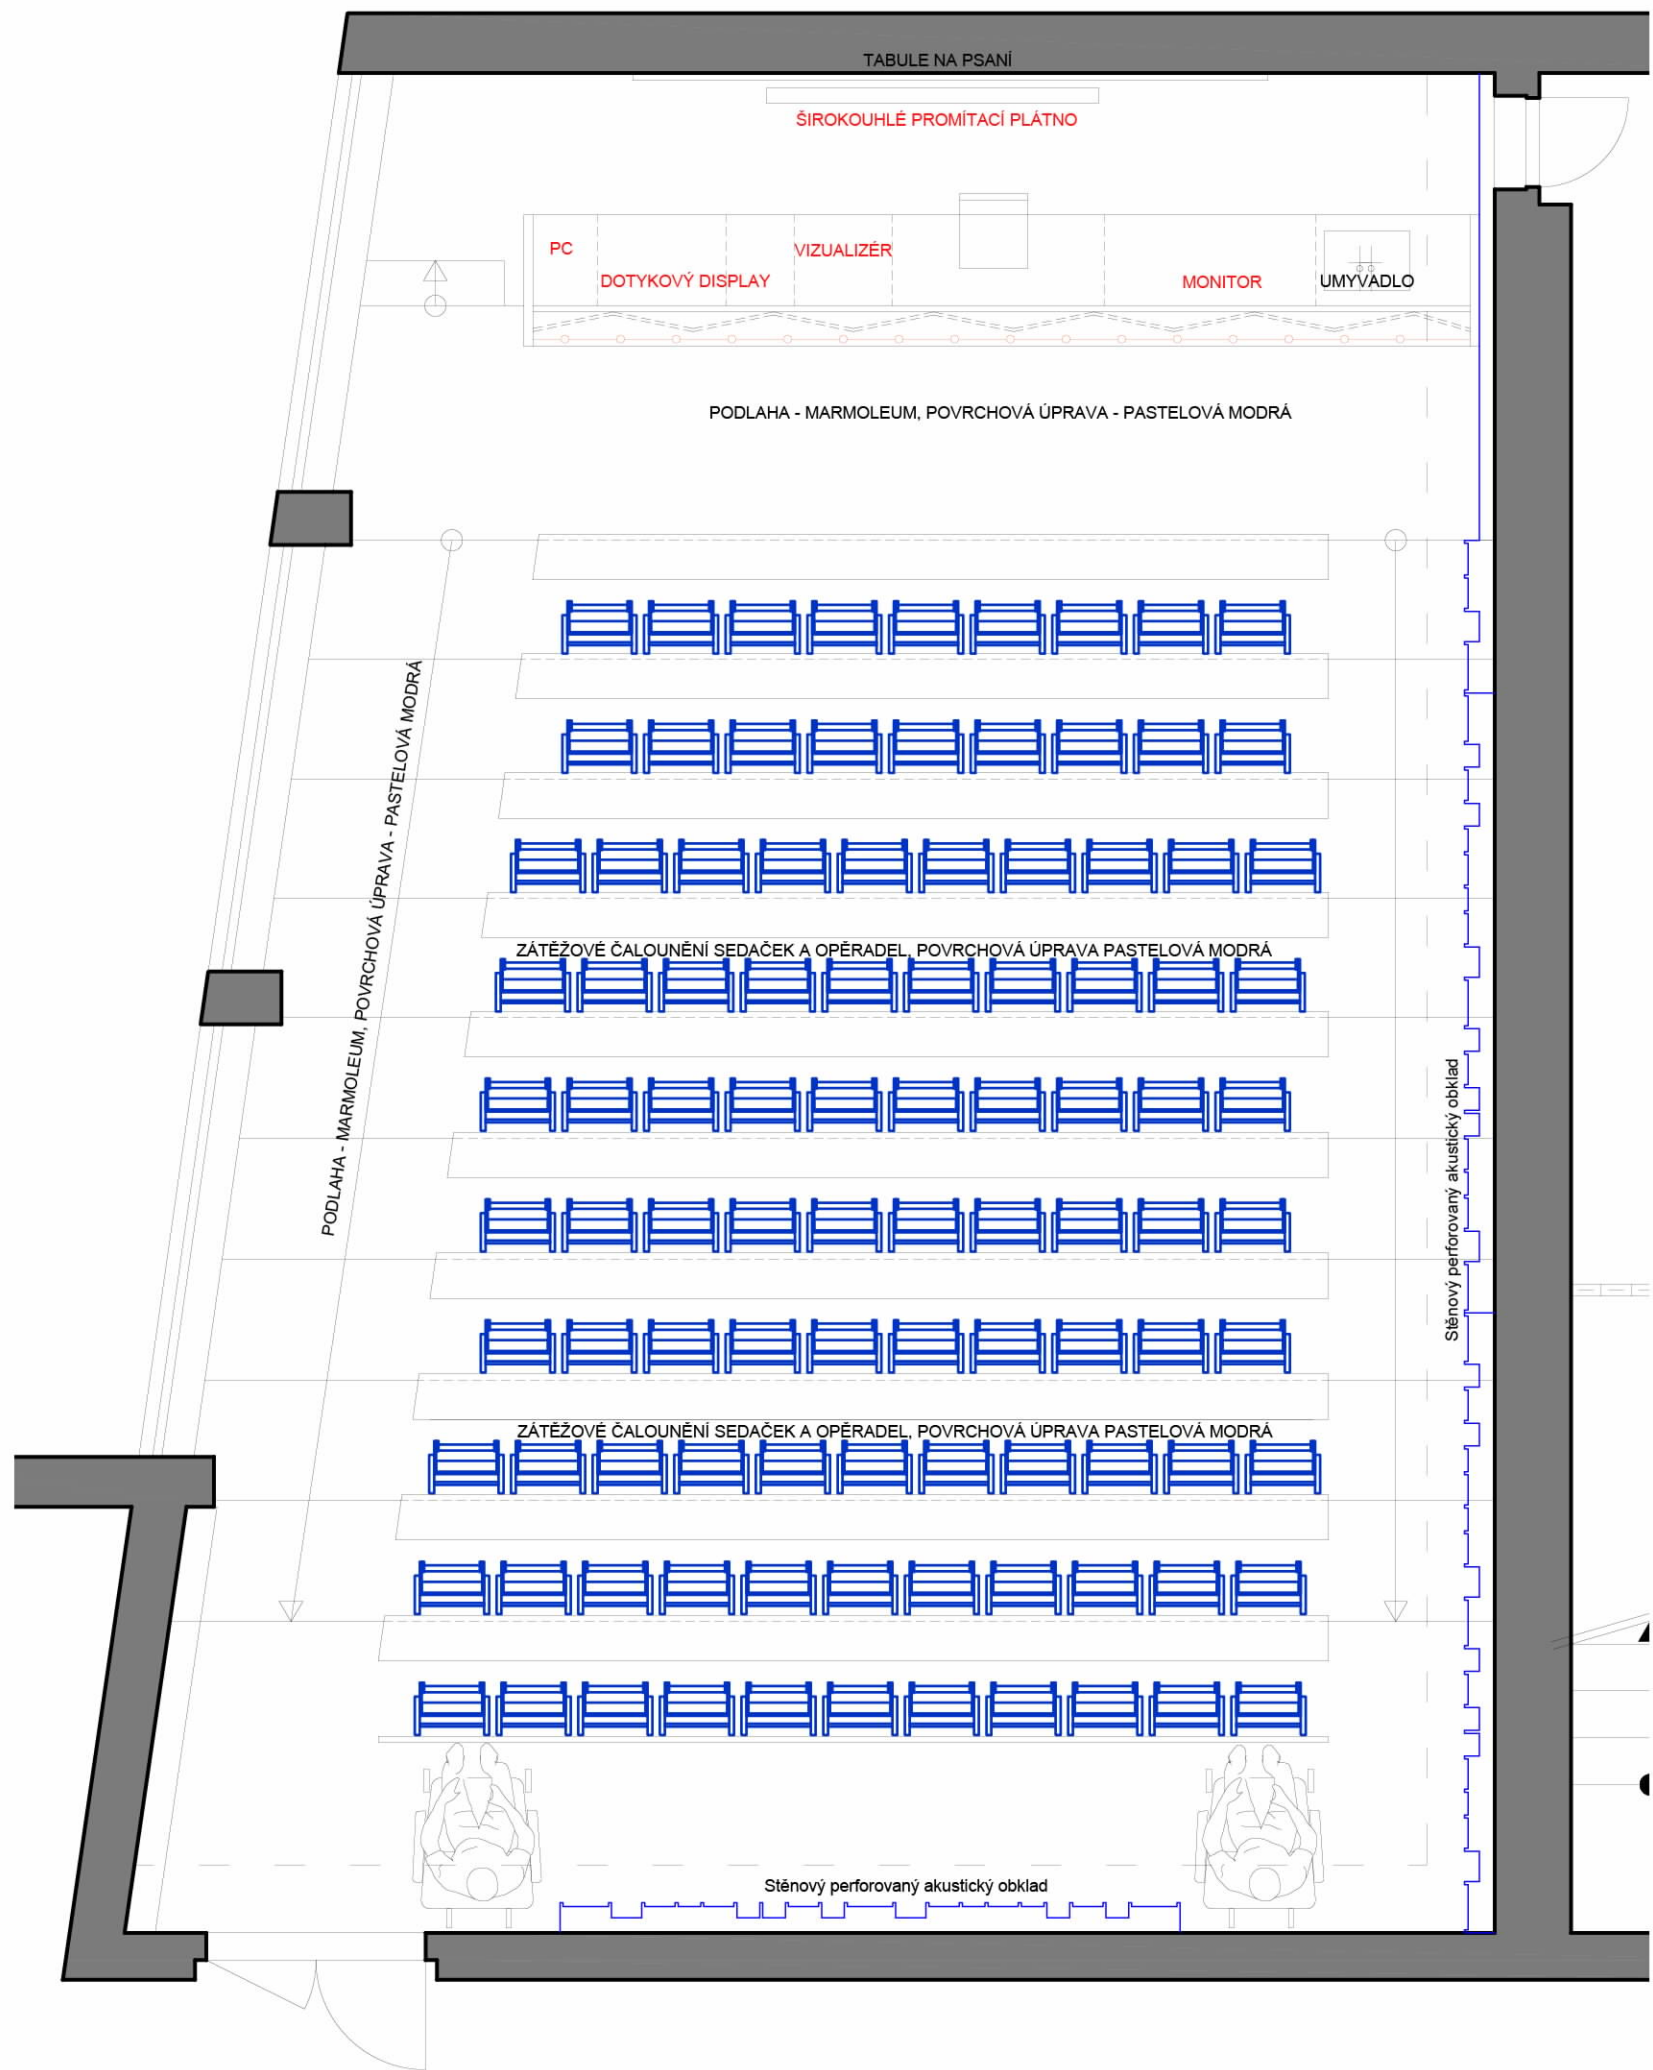 TABULE NA PSANÍ
ŠIROKOUHLÉ PROMÍTACÍ PLÁTNO
PC
VIZUALIZÉR
DOTYKOVÝ DISPLAY
MONITOR
UMYVADLO
PODLAHA - MARMOLEUM, POVRCHOVÁ ÚPRAVA - PASTELOVÁ MODRÁ
PODLAHA - MARMOLEUM, POVRCHOVÁ ÚPRAVA - PASTELOVÁ MODRÁ
ZÁTĚŽOVÉ ČALOUNĚNÍ SEDAČEK A OPĚRADEL, POVRCHOVÁ ÚPRAVA PASTELOVÁ MODRÁ
Stěnový perforovaný akustický obklad
ZÁTĚŽOVÉ ČALOUNĚNÍ SEDAČEK A OPĚRADEL, POVRCHOVÁ ÚPRAVA PASTELOVÁ MODRÁ
Stěnový perforovaný akustický obklad